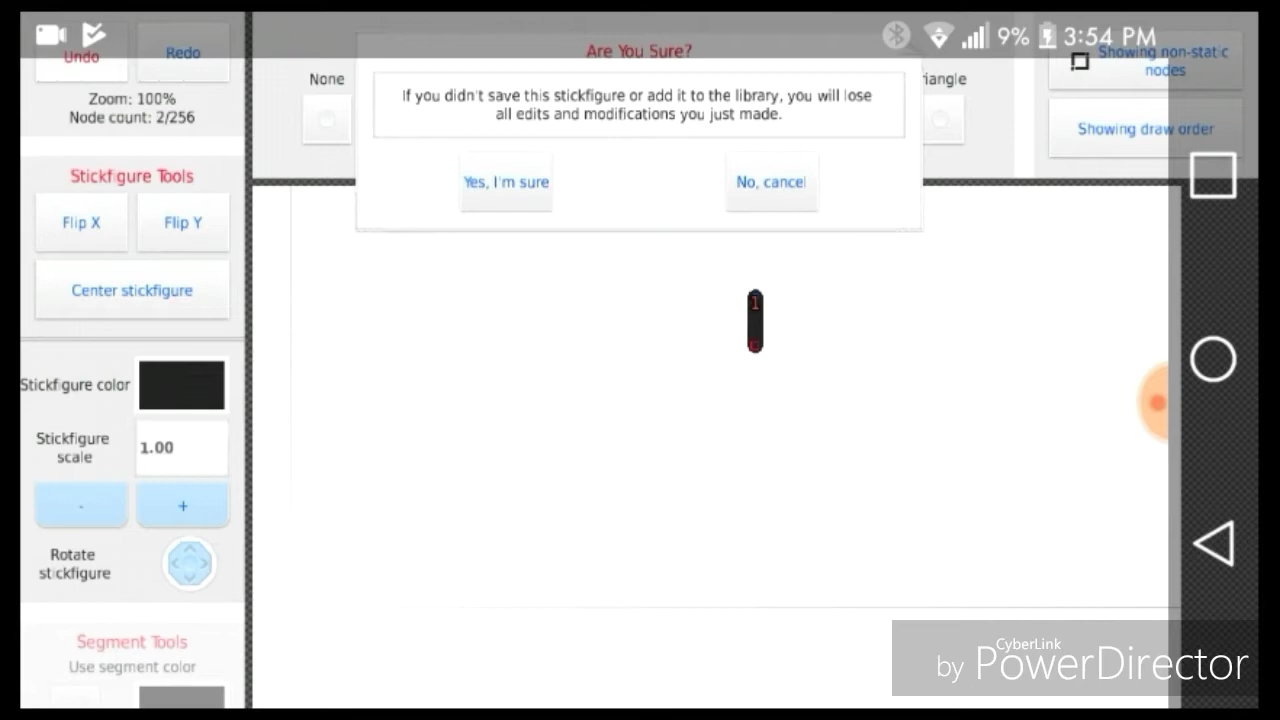 9%
3:54 PM
Undo
Redo
Zoom: 100%
Node count: 2/256
Stickfigure Tools
Flip X
Flip Y
Center stickfigure
Stickfigure color
Stickfigure
scale
1.00
-
+
Rotate
stickfigure
Segment Tools
Use segment color
None
Are You Sure?
If you didn't save this stickfigure or add it to the library, you will lose
all edits and modifications you just made.
Yes, I'm sure
No, cancel
riangle
Showing non-static
nodes
Showing draw order
1
CyberLink
by PowerDirector